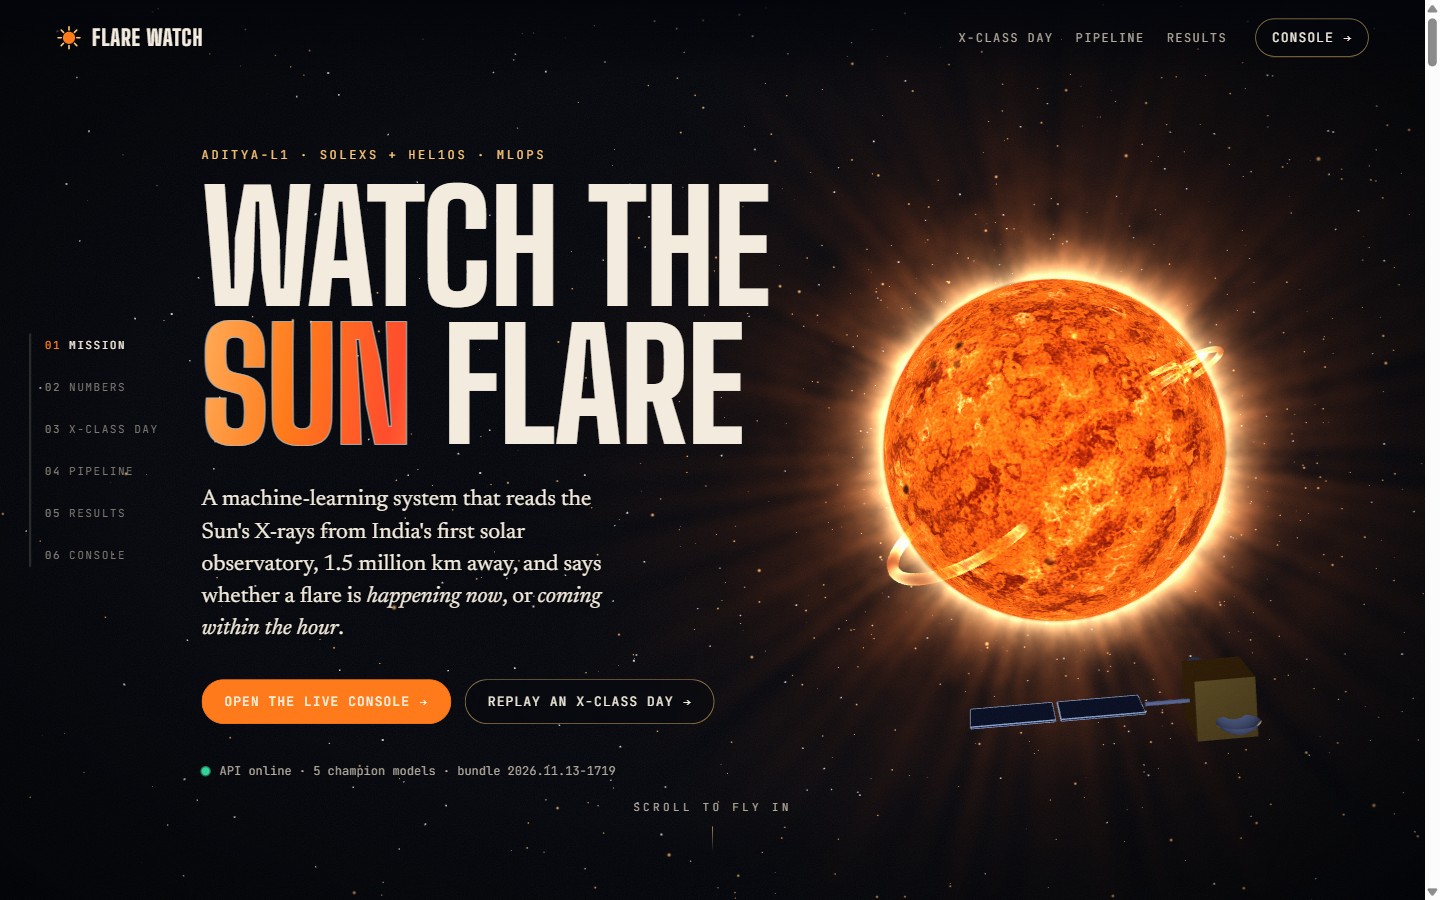 FLARE WATCH
X-CLASS DAY PIPELINE RESULTS CONSOLE →
ADITYA-L1 · SOLEXS + HEL1OS · MLOPS
WATCH THE
SUN FLARE
01 MISSION
02 NUMBERS
03 X-CLASS DAY
04 PIPELINE
05 RESULTS
06 CONSOLE
A machine-learning system that reads the
Sun's X-rays from India's first solar
observatory, 1.5 million km away, and says
whether a flare is happening now, or coming
within the hour.
OPEN THE LIVE CONSOLE → REPLAY AN X-CLASS DAY →
API online · 5 champion models · bundle 2026.11.13-1719
SCROLL TO FLY IN